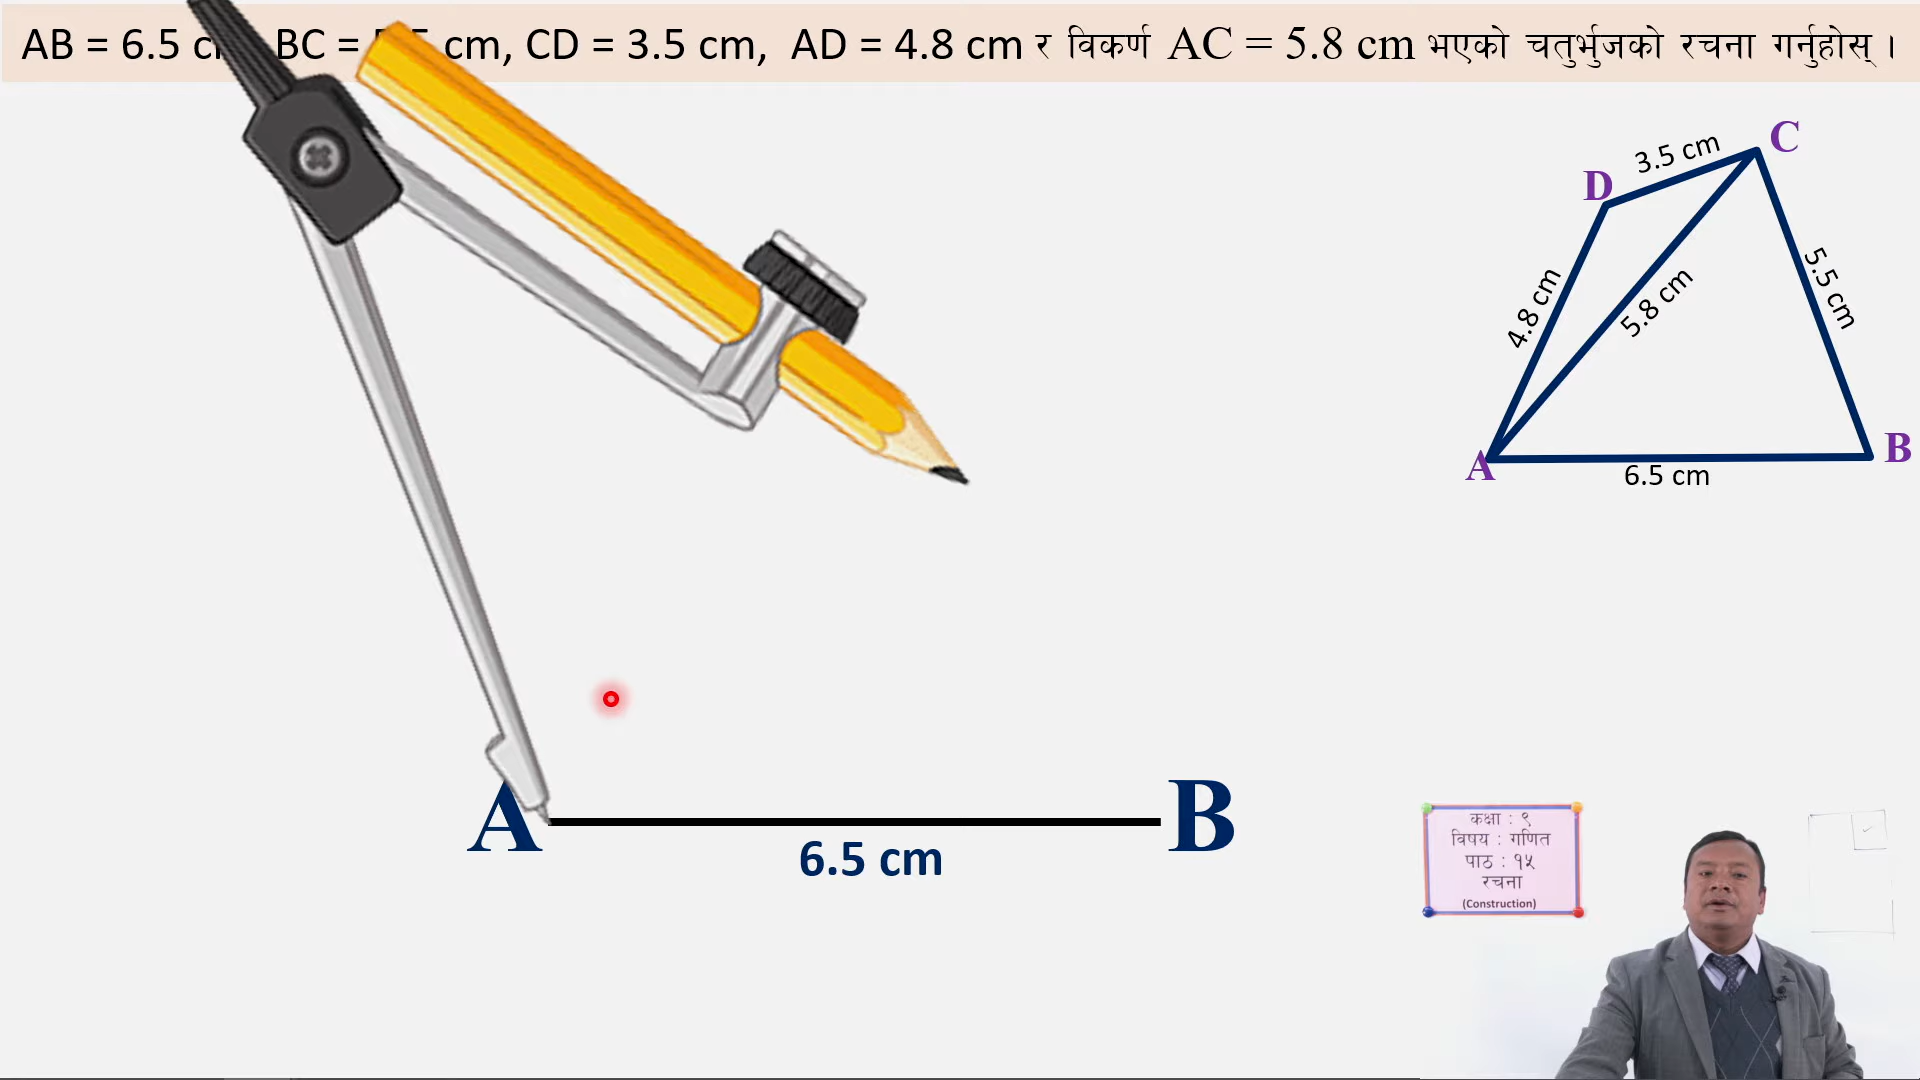 AB = 6.5 BC = cm, CD = 3.5 cm, AD = 4.8 cm र विकर्ण AC = 5.8 cm भएको चतुर्भुजको रचना गर्नुहोस् ।
C
3.5 cm
D
4.8 cm
5.8 cm
5.5 cm
A
B
6.5 cm
A
B
6.5 cm
कक्षा : ९
विषय : गणित
पाठ : १५
रचना
(Construction)